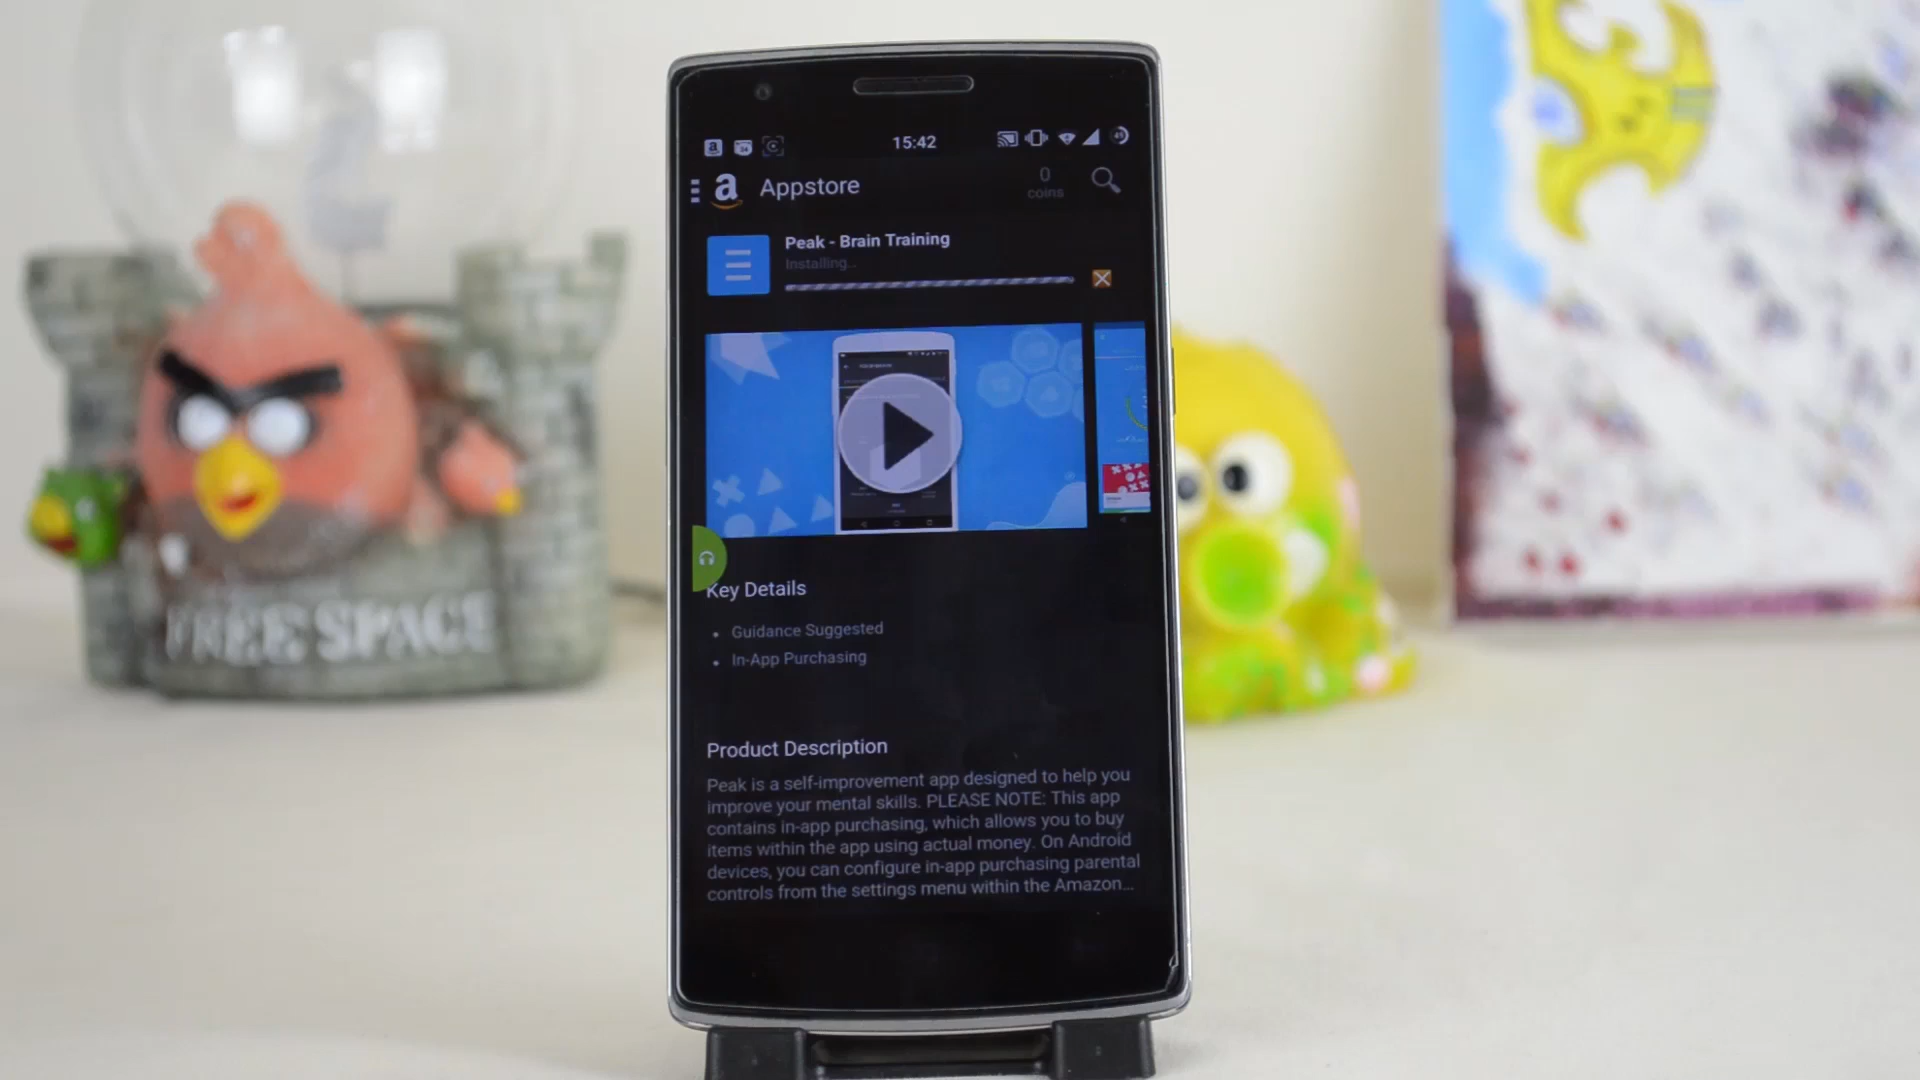 15:42
a Appstore
0
coins
Peak - Brain Training
Installing...
Key Details
Guidance Suggested
In-App Purchasing
Product Description
Peak is a self-improvement app designed to help you
improve your mental skills. PLEASE NOTE: This app
contains in-app purchasing, which allows you to buy
items within the app using actual money. On Android
devices, you can configure in-app purchasing parental
controls from the settings menu within the Amazon...
FREE SPACE